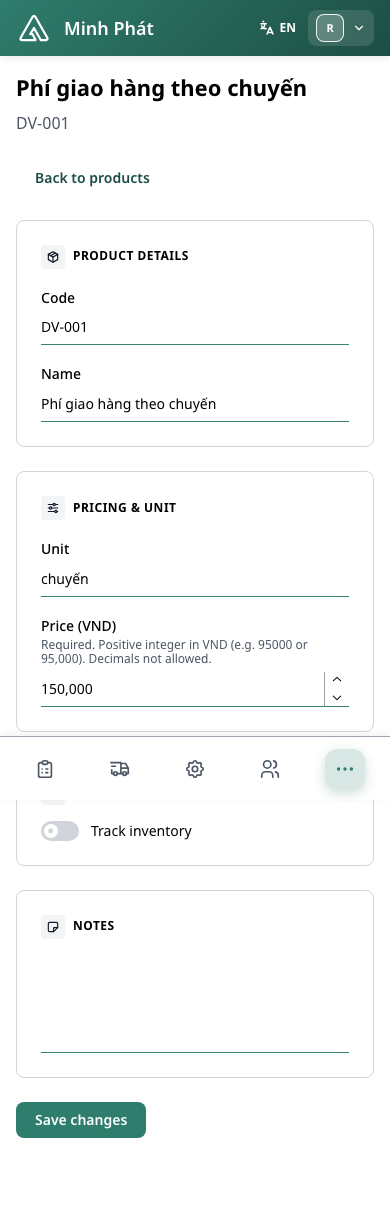 Minh Phát
EN
R
Phí giao hàng theo chuyến
DV-001
Back to products
PRODUCT DETAILS
Code
DV-001
Name
Phí giao hàng theo chuyến
PRICING & UNIT
Unit
chuyến
Price (VND)
Required. Positive integer in VND (e.g. 95000 or
95,000). Decimals not allowed.
150,000
Track inventory
NOTES
Save changes